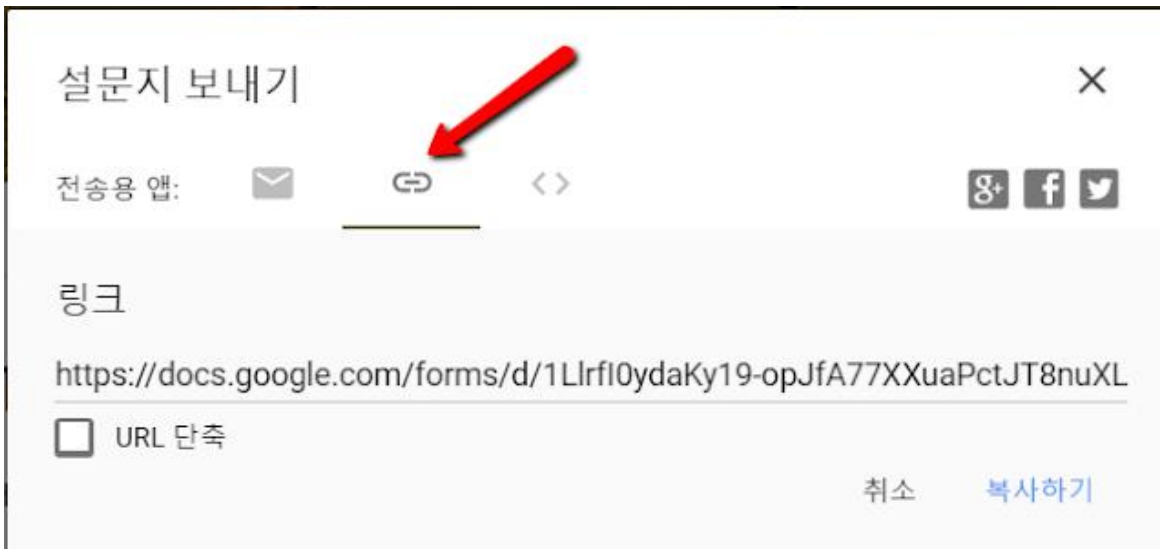 설문지 보내기
전송용 앱:
링크
https://docs.google.com/forms/d/1LlrfI0ydaKy19-opJfA77XXuaPctJT8nuXL
URL 단축
취소 복사하기